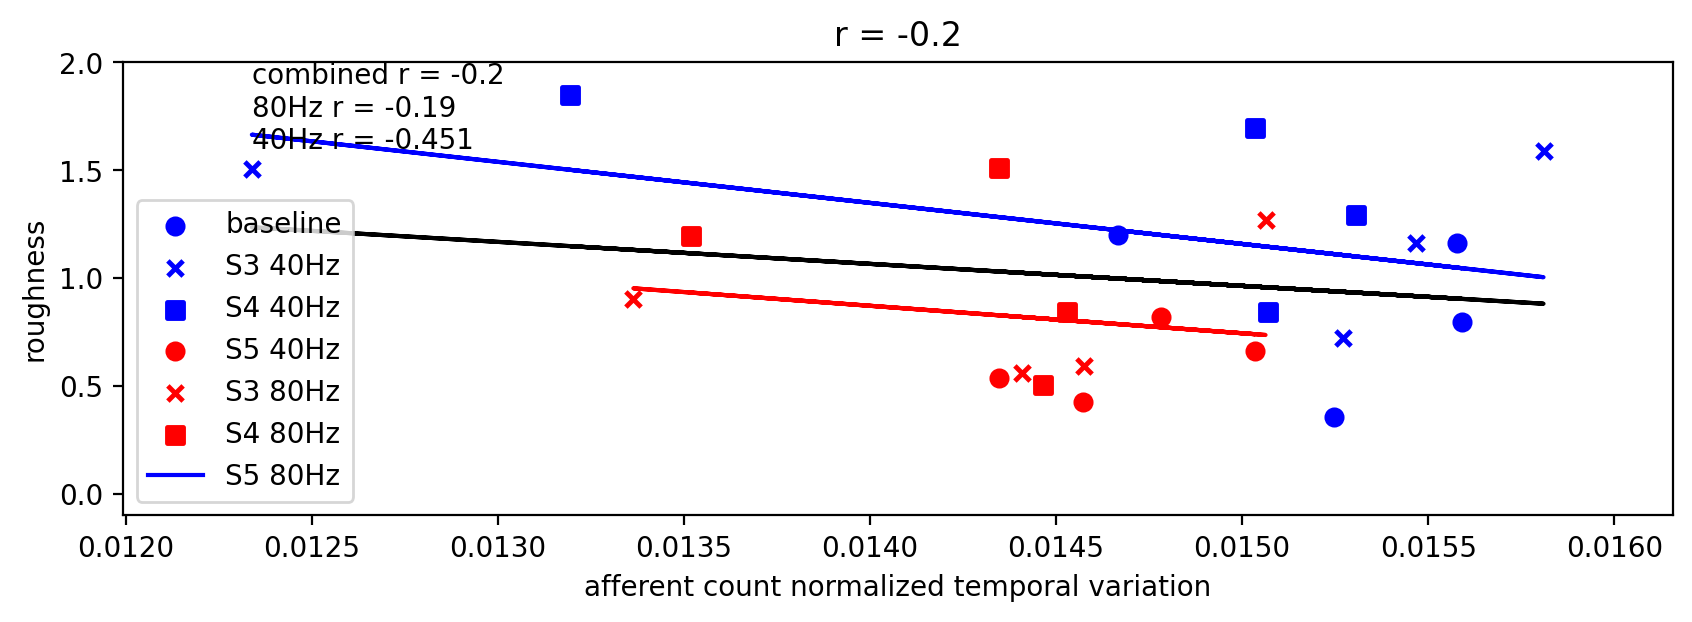 r = -0.2
combined r = -0.2
80Hz r = -0.19
40Hz r = -0.451
2.0
1.5
1.0
0.5
0.0
roughness
baseline
S3 40Hz
S4 40Hz
S5 40Hz
S3 80Hz
S4 80Hz
S5 80Hz
0.0120 0.0125 0.0130 0.0135 0.0140 0.0145 0.0150 0.0155 0.0160
afferent count normalized temporal variation